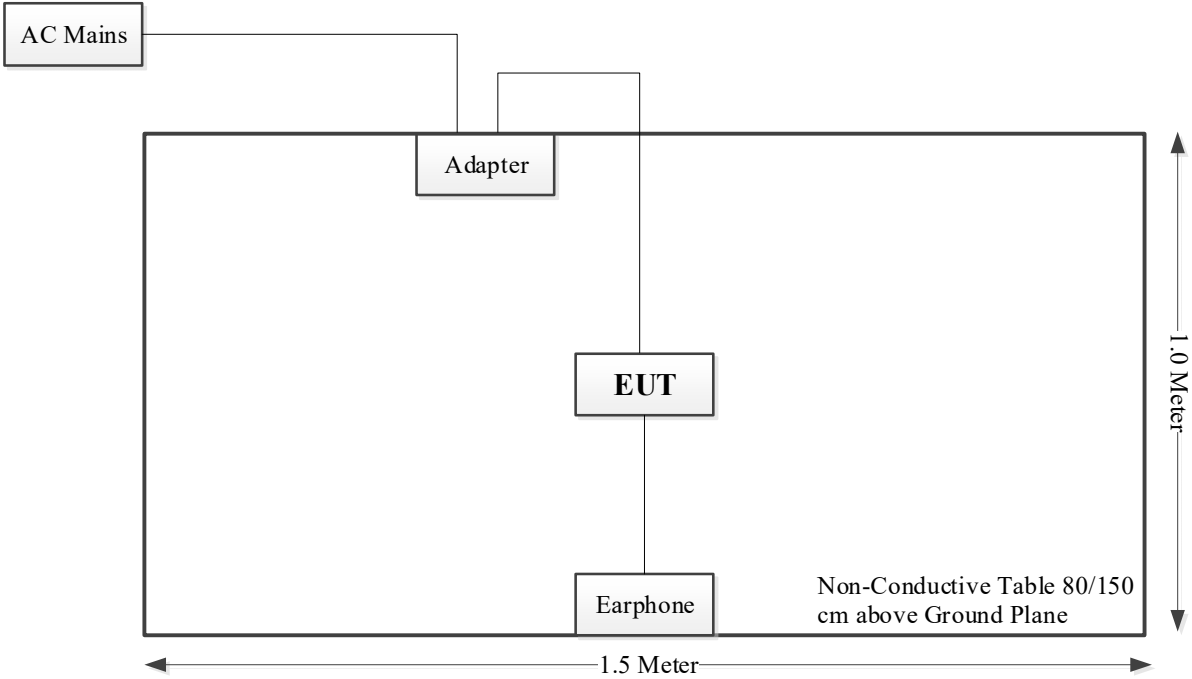 AC Mains
Adapter
EUT
1.0 Meter
Earphone
Non-Conductive Table 80/150
cm above Ground Plane
1.5 Meter